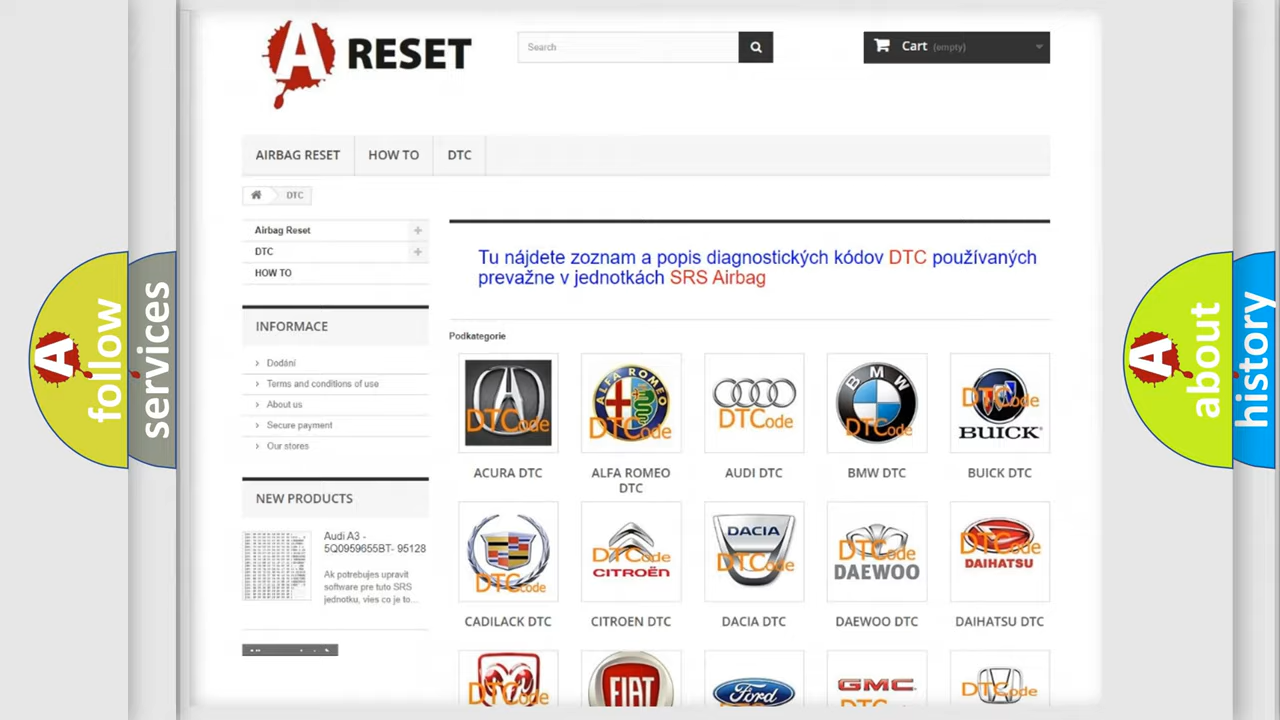 A RESET
Search
Cart (empty)
AIRBAG RESET
HOW TO
DTC
DTC
Airbag Reset
DTC
HOW TO
INFORMACE
Dodání
Terms and conditions of use
About us
Secure payment
Our stores
NEW PRODUCTS
Audi A3 -
5Q0959655BT- 95128
Ak potrebujes upravit
software pre tuto SRS
jednotku, vies co je to...
Tu nájdete zoznam a popis diagnostických kódov DTC používaných
prevažne v jednotkách SRS Airbag
Podkategorie
DTCode
ALFA ROMEO
DTCode
DTCode
BMW
DTCode
DTCode
BUICK
ACURA DTC
ALFA ROMEO
DTC
AUDI DTC
BMW DTC
BUICK DTC
DTCode
DTCode
CITROËN
DACIA
DTCode
DTCode
DAEWOO
DTCode
DAIHATSU
CADILACK DTC
CITROEN DTC
DACIA DTC
DAEWOO DTC
DAIHATSU DTC
DTCode
FIAT
Ford
GMC
DTCode
A follow
services
A about
history